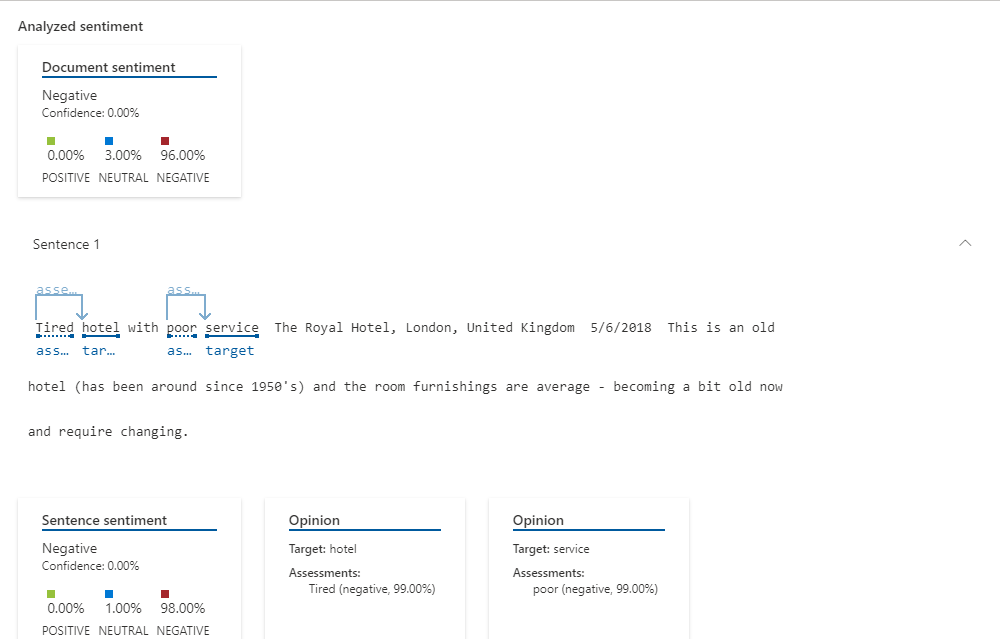 Analyzed sentiment
Document sentiment
Negative
Confidence: 0.00%
0.00% 3.00% 96.00%
POSITIVE NEUTRAL NEGATIVE
Sentence 1
asse… ass…
Tired hotel with poor service The Royal Hotel, London, United Kingdom 5/6/2018 This is an old
ass… tar… as… target
hotel (has been around since 1950's) and the room furnishings are average - becoming a bit old now
and require changing.
Sentence sentiment
Negative
Confidence: 0.00%
0.00% 1.00% 98.00%
POSITIVE NEUTRAL NEGATIVE
Opinion
Target: hotel
Assessments:
Tired (negative, 99.00%)
Opinion
Target: service
Assessments:
poor (negative, 99.00%)